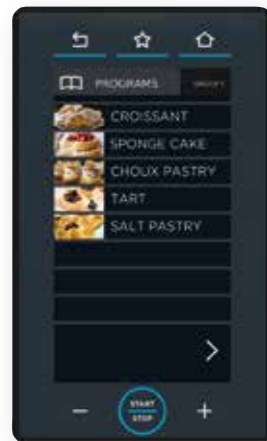 PROGRAMS
CROISSANT
SPONGE CAKE
CHOUX PASTRY
TART
SALT PASTRY
START
STOP